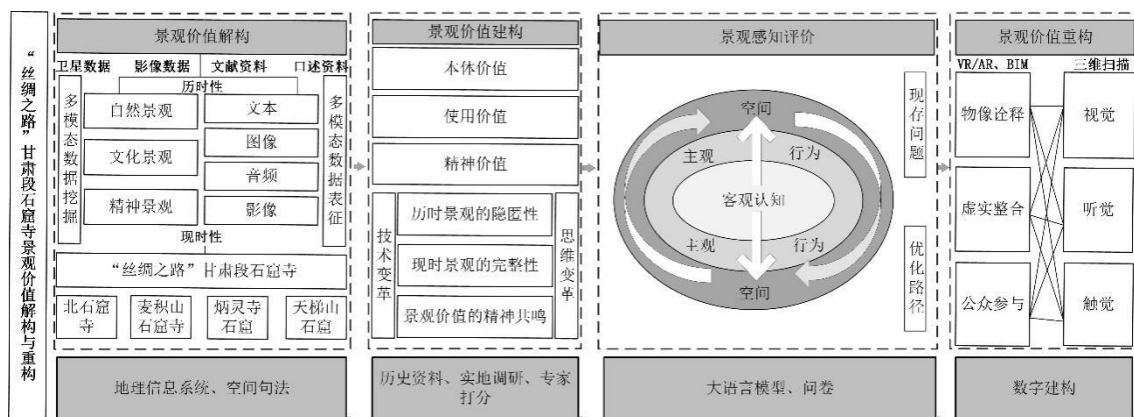 “丝绸之路”甘肃段石窟寺景观价值解构与重构
景观价值解构
卫星数据 影像数据 文献资料 口述资料
历时性
多模态数据挖掘
自然景观
文化景观
精神景观
文本
图像
音频
影像
多模态数据表征
现时性
“丝绸之路”甘肃段石窟寺
北石窟
寺
麦积山
石窟寺
炳灵寺
石窟
天梯山
石窟
地理信息系统、空间句法
景观价值建构
本体价值
使用价值
精神价值
技术变革
历时景观的隐匿性
现时景观的完整性
景观价值的精神共鸣
思维变革
历史资料、实地调研、专家
打分
景观感知评价
空间
主观
行为
客观认知
主观
行为
空间
现存问题
优化路径
大语言模型、问卷
景观价值重构
VR/AR、BIM
三维扫描
物像诠释
虚实整合
公众参与
视觉
听觉
触觉
数字建构